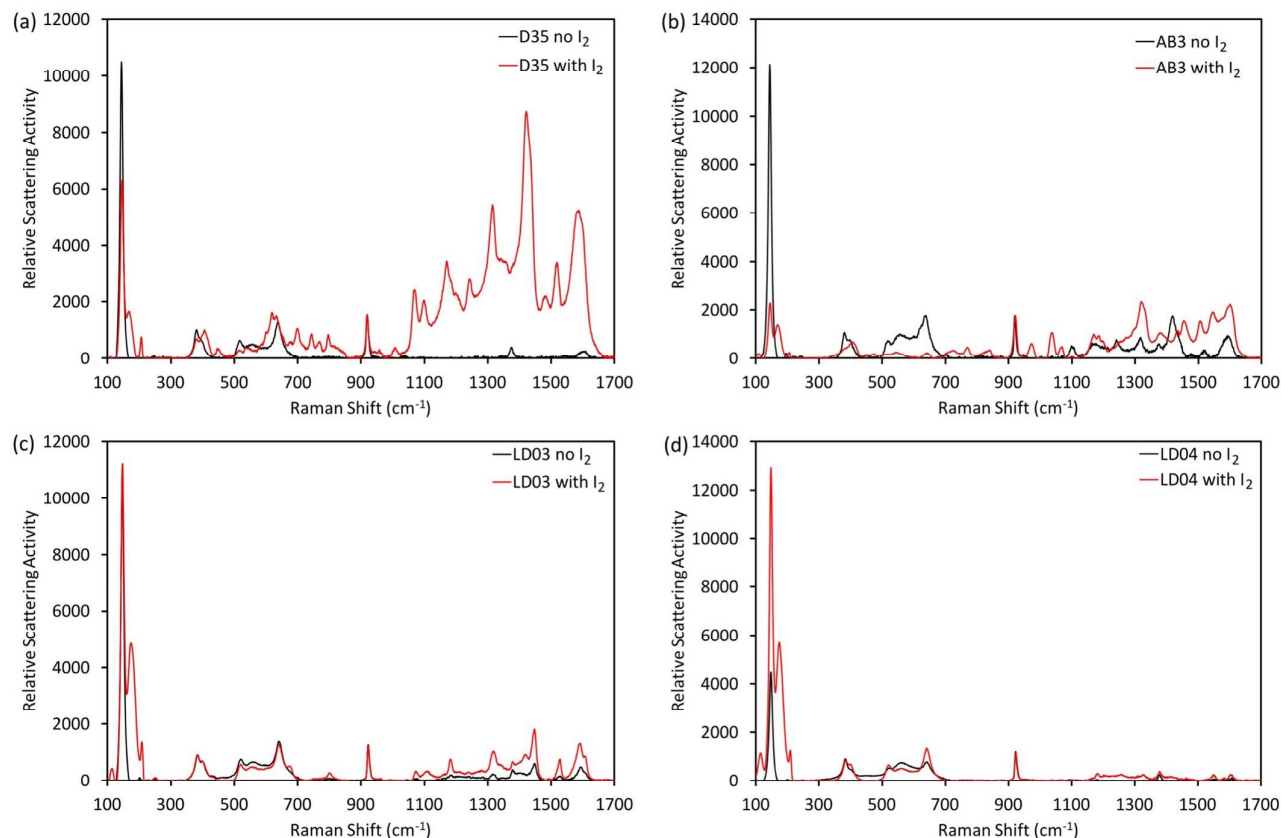 (a)
12000
10000
8000
6000
4000
2000
0
Relative Scattering Activity
D35 no I₂
D35 with I₂
100 300 500 700 900 1100 1300 1500 1700
Raman Shift (cm⁻¹)
(b)
14000
12000
10000
8000
6000
4000
2000
0
Relative Scattering Activity
AB3 no I₂
AB3 with I₂
100 300 500 700 900 1100 1300 1500 1700
Raman Shift (cm⁻¹)
(c)
12000
10000
8000
6000
4000
2000
0
Relative Scattering Activity
LD03 no I₂
LD03 with I₂
100 300 500 700 900 1100 1300 1500 1700
Raman Shift (cm⁻¹)
(d)
14000
12000
10000
8000
6000
4000
2000
0
Relative Scattering Activity
LD04 no I₂
LD04 with I₂
100 300 500 700 900 1100 1300 1500 1700
Raman Shift (cm⁻¹)